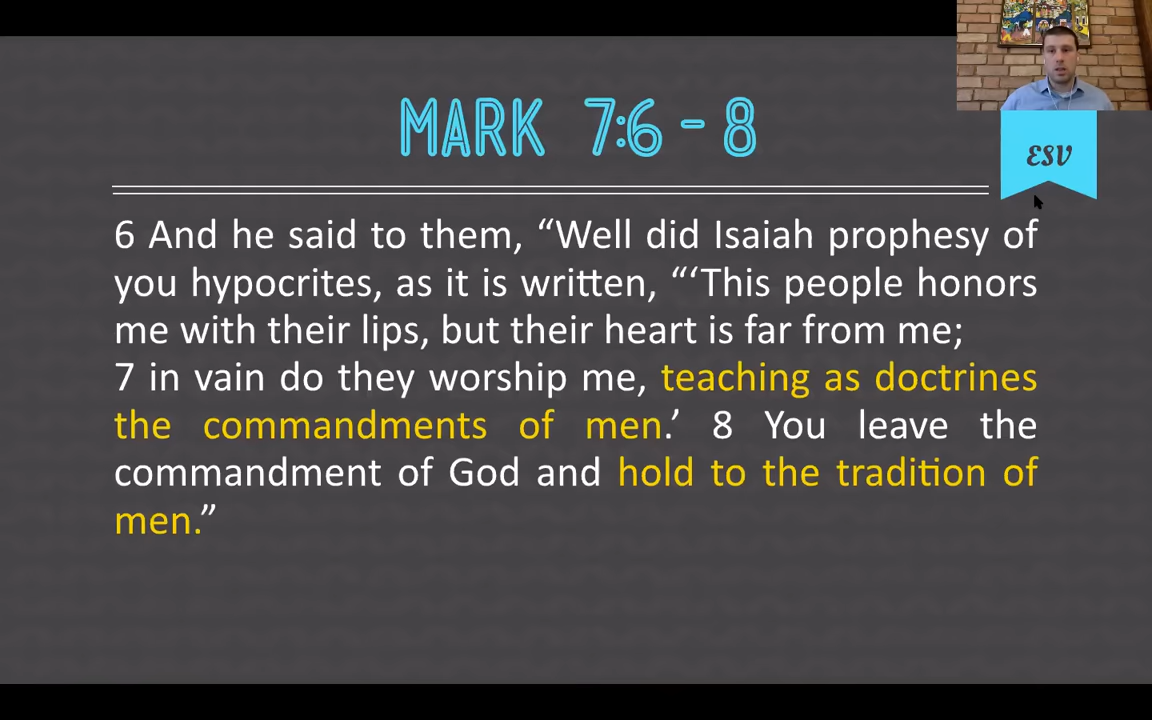 MARK 7:6 - 8
ESV
6 And he said to them, “Well did Isaiah prophesy of
you hypocrites, as it is written, “‘This people honors
me with their lips, but their heart is far from me;
7 in vain do they worship me, teaching as doctrines
the commandments of men.’ 8 You leave the
commandment of God and hold to the tradition of
men.”